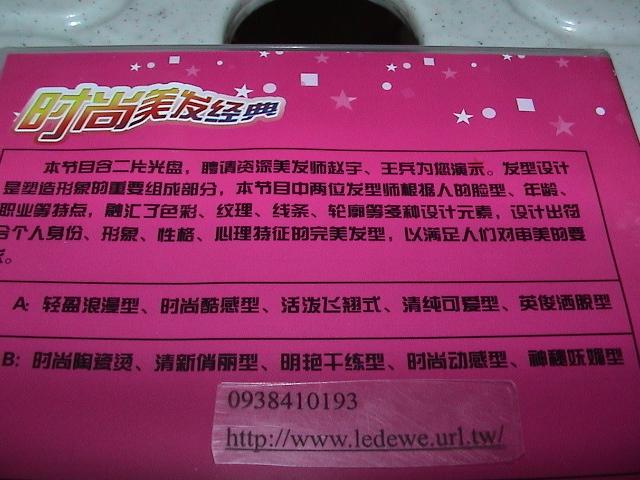 时尚美发经典
本节目含二片光盘，聘请资深美发师赵宇、王兵为您演示。发型设计
是塑造形象的重要组成部分，本节目中两位发型师根据人的脸型、年龄、
职业等特点，融汇了色彩、纹理、线条、轮廓等多种设计元素，设计出符
合个人身份、形象、性格、心理特征的完美发型，以满足人们对审美的要
求。
A: 轻盈浪漫型、时尚酷感型、活泼飞翘式、清纯可爱型、英俊洒脱型
B: 时尚陶瓷烫、清新俏丽型、明艳干练型、时尚动感型、神秘妩媚型
0938410193
http://www.ledewe.url.tw/